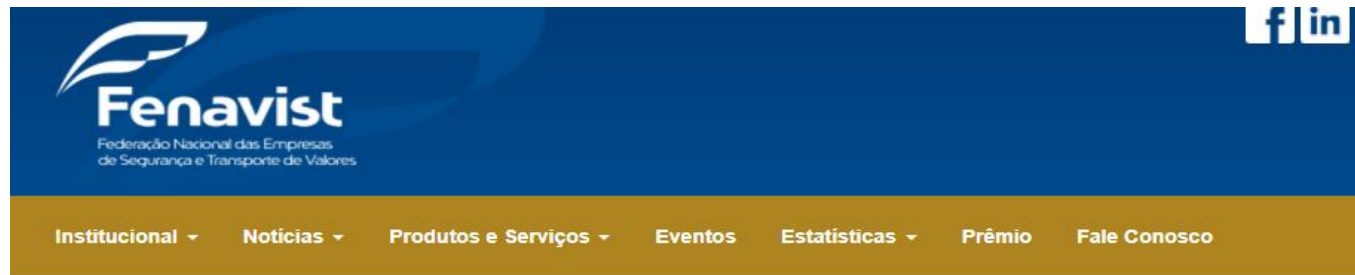 f in
Fenavist
Federação Nacional das Empresas
de Segurança e Transporte de Valores
Institucional Notícias Produtos e Serviços Eventos Estatísticas Prêmio Fale Conosco